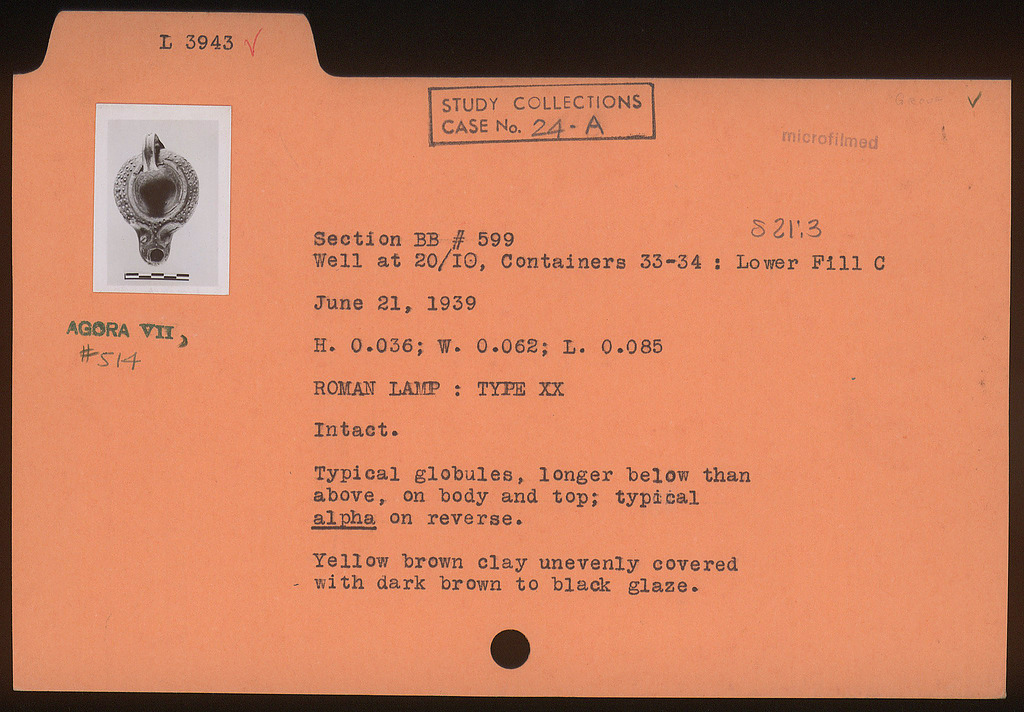 L 3943 √
STUDY COLLECTIONS
CASE No. 24-A
microfilmed
S 21:3
Section BB # 599
Well at 20/IO, Containers 33-34 : Lower Fill C
June 21, 1939
AGORA VII,
#514
H. 0.036; W. 0.062; L. 0.085
ROMAN LAMP : TYPE XX
Intact.
Typical globules, longer below than
above, on body and top; typical
alpha on reverse.
Yellow brown clay unevenly covered
with dark brown to black glaze.